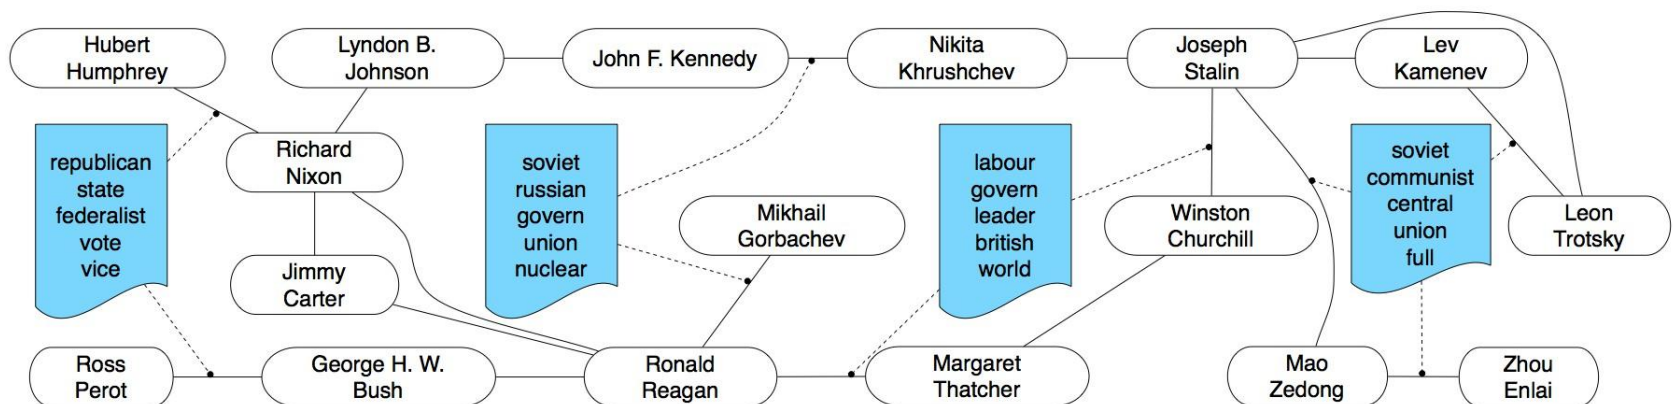 Hubert
Humphrey
Lyndon B.
Johnson
John F. Kennedy
Nikita
Khrushchev
Joseph
Stalin
Lev
Kamenev
republican
state
federalist
vote
vice
Richard
Nixon
soviet
russian
govern
union
nuclear
Mikhail
Gorbachev
labour
govern
leader
british
world
Winston
Churchill
soviet
communist
central
union
full
Leon
Trotsky
Jimmy
Carter
Ross
Perot
George H. W.
Bush
Ronald
Reagan
Margaret
Thatcher
Mao
Zedong
Zhou
Enlai